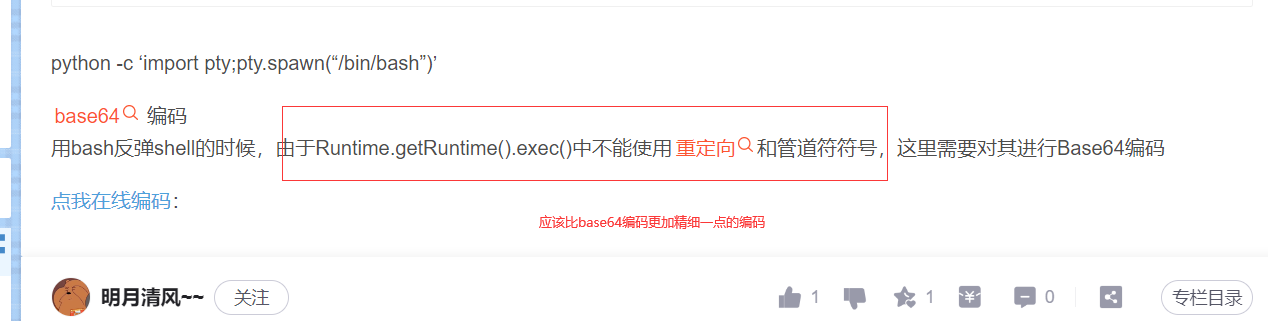 python -c ‘import pty;pty.spawn(“/bin/bash”)’
base64 编码
用bash反弹shell的时候，由于Runtime.getRuntime().exec()中不能使用 重定向 和管道符符号，这里需要对其进行Base64编码
点我在线编码：
应该比base64编码更加精细一点的编码
明月清风~~ 关注 1 1 0 专栏目录